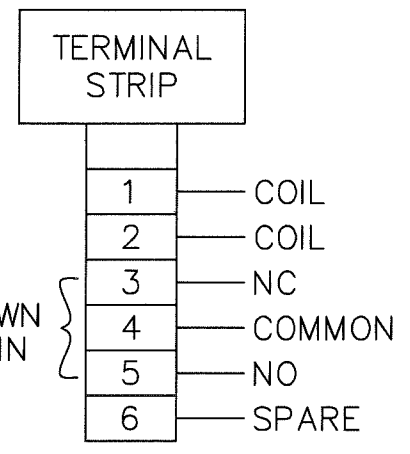 TERMINAL
STRIP
1 COIL
2 COIL
3 NC
4 COMMON
5 NO
6 SPARE